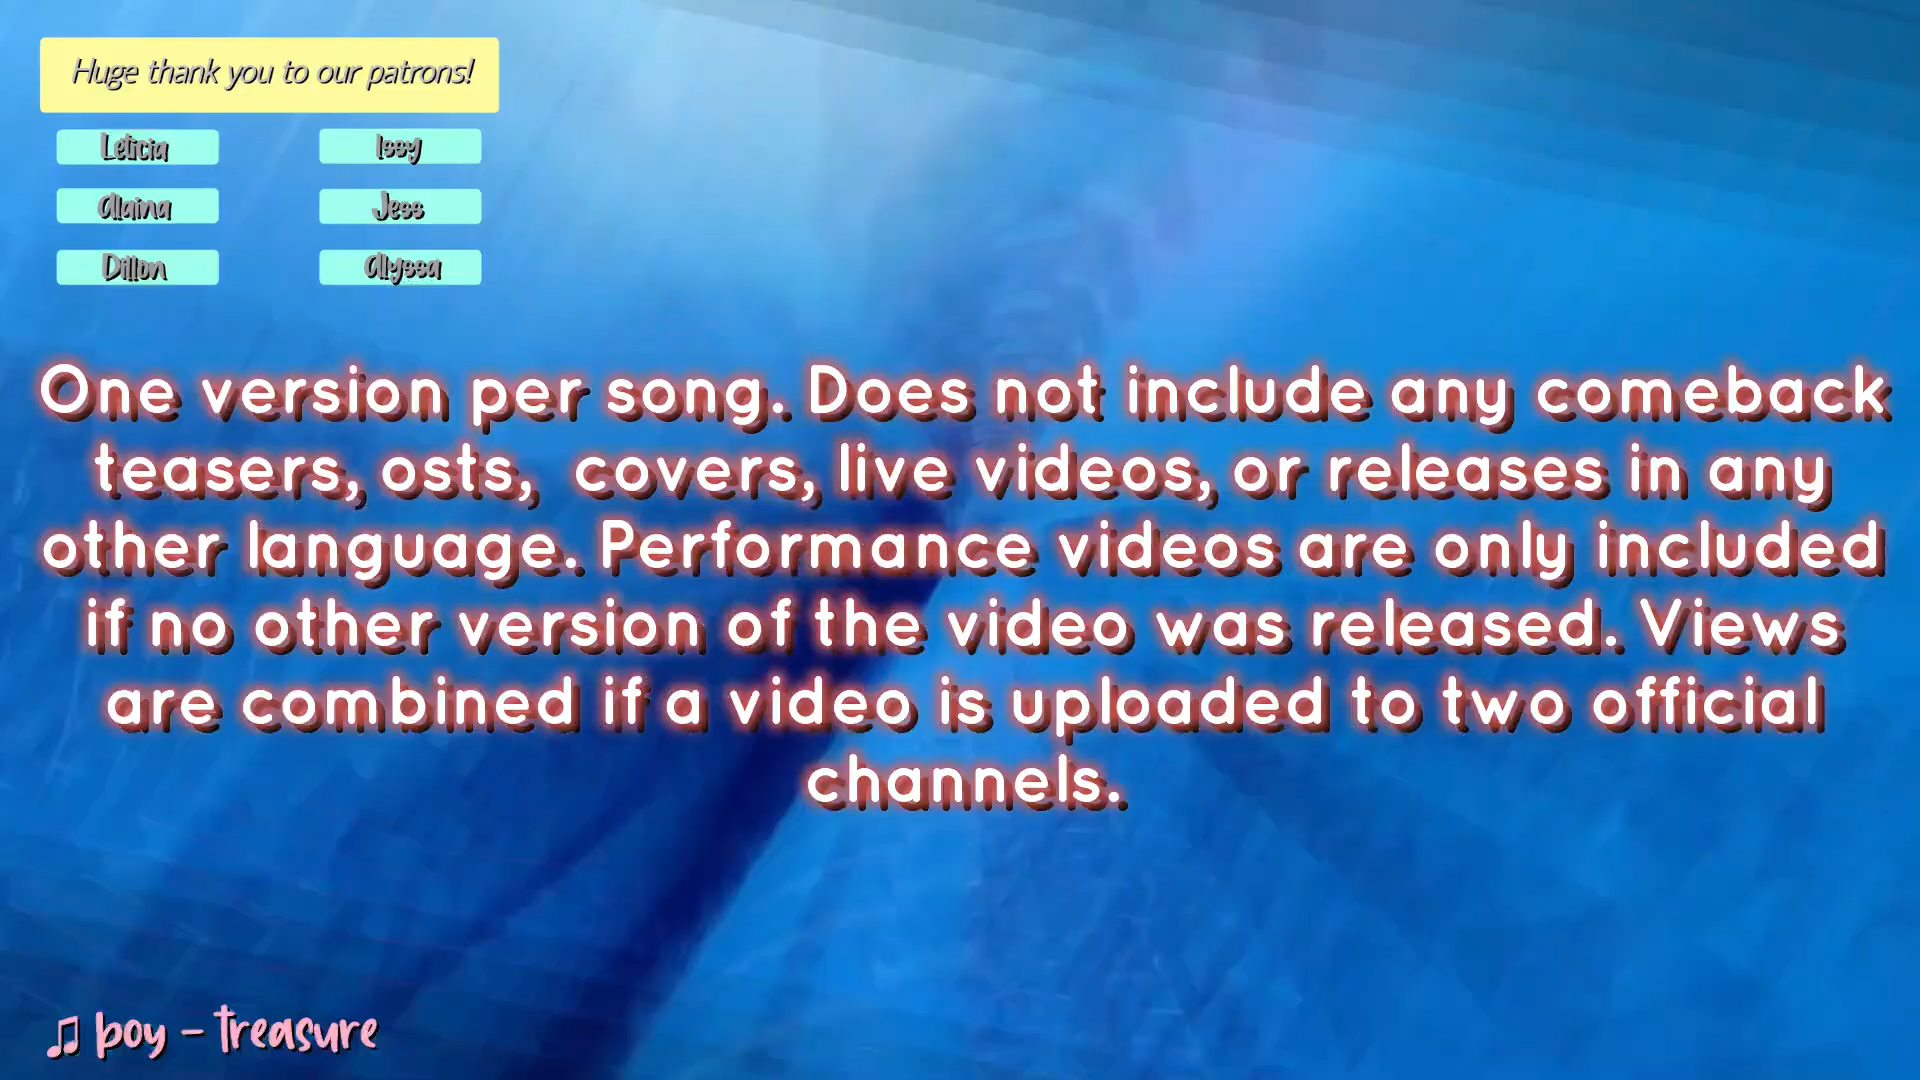 Huge thank you to our patrons!
Leticia
Issy
Alaina
Jess
Dillon
Alyssa
One version per song. Does not include any comeback
teasers, osts, covers, live videos, or releases in any
other language. Performance videos are only included
if no other version of the video was released. Views
are combined if a video is uploaded to two official
channels.
♫ boy - treasure